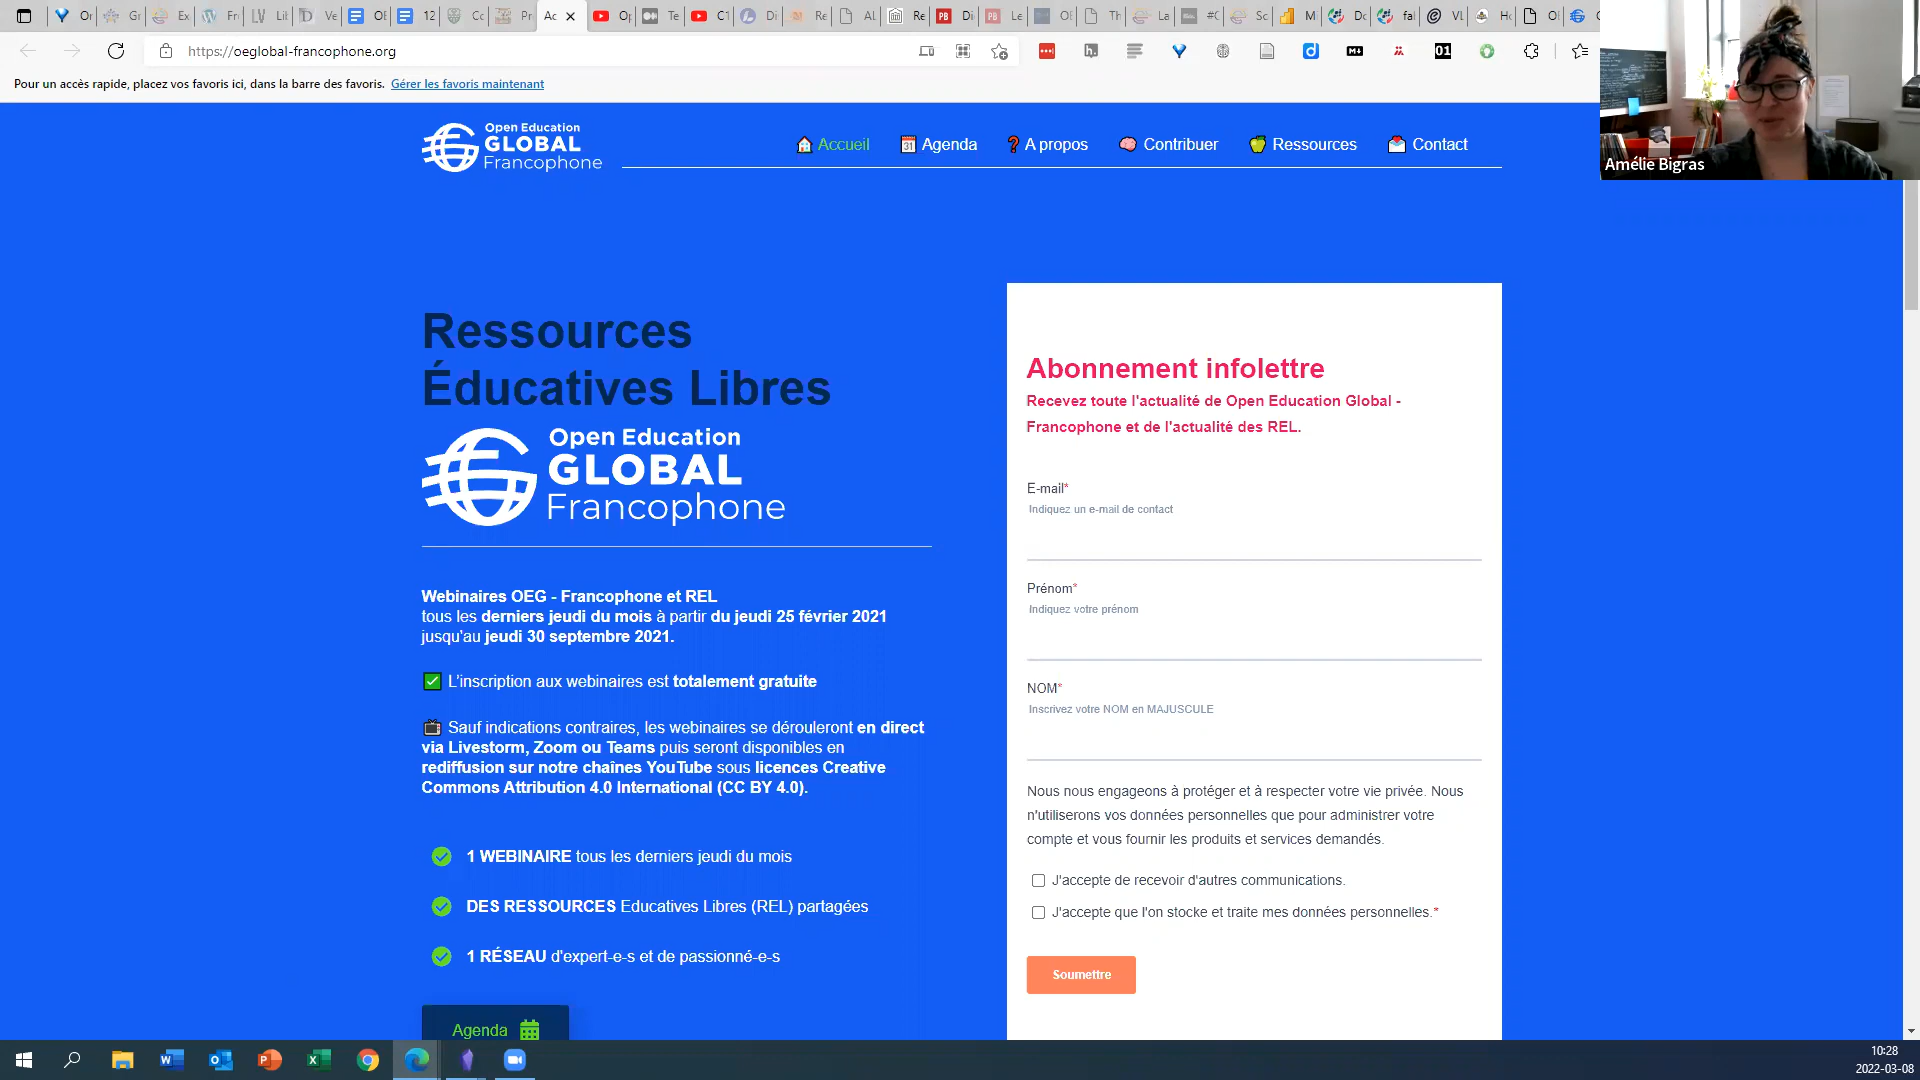 Ac
12
https://oeglobal-francophone.org
01
Pour un accès rapide, placez vos favoris ici, dans la barre des favoris. Gérer les favoris maintenant
Amélie Bigras
Open Education
GLOBAL
Francophone
Accueil
Agenda
A propos
Contribuer
Ressources
Contact
Ressources
Éducatives Libres
Open Education
GLOBAL
Francophone
Webinaires OEG - Francophone et REL
tous les derniers jeudi du mois à partir du jeudi 25 février 2021
jusqu'au jeudi 30 septembre 2021.
L'inscription aux webinaires est totalement gratuite
Sauf indications contraires, les webinaires se dérouleront en direct
via Livestorm, Zoom ou Teams puis seront disponibles en
rediffusion sur notre chaînes YouTube sous licences Creative
Commons Attribution 4.0 International (CC BY 4.0).
1 WEBINAIRE tous les derniers jeudi du mois
DES RESSOURCES Educatives Libres (REL) partagées
1 RÉSEAU d'expert-e-s et de passionné-e-s
Agenda
Abonnement infolettre
Recevez toute l'actualité de Open Education Global -
Francophone et de l'actualité des REL.
E-mail*
Indiquez un e-mail de contact
Prénom*
Indiquez votre prénom
NOM*
Inscrivez votre NOM en MAJUSCULE
Nous nous engageons à protéger et à respecter votre vie privée. Nous
n'utiliserons vos données personnelles que pour administrer votre
compte et vous fournir les produits et services demandés.
J'accepte de recevoir d'autres communications.
J'accepte que l'on stocke et traite mes données personnelles.*
Soumettre
10:28
2022-03-08